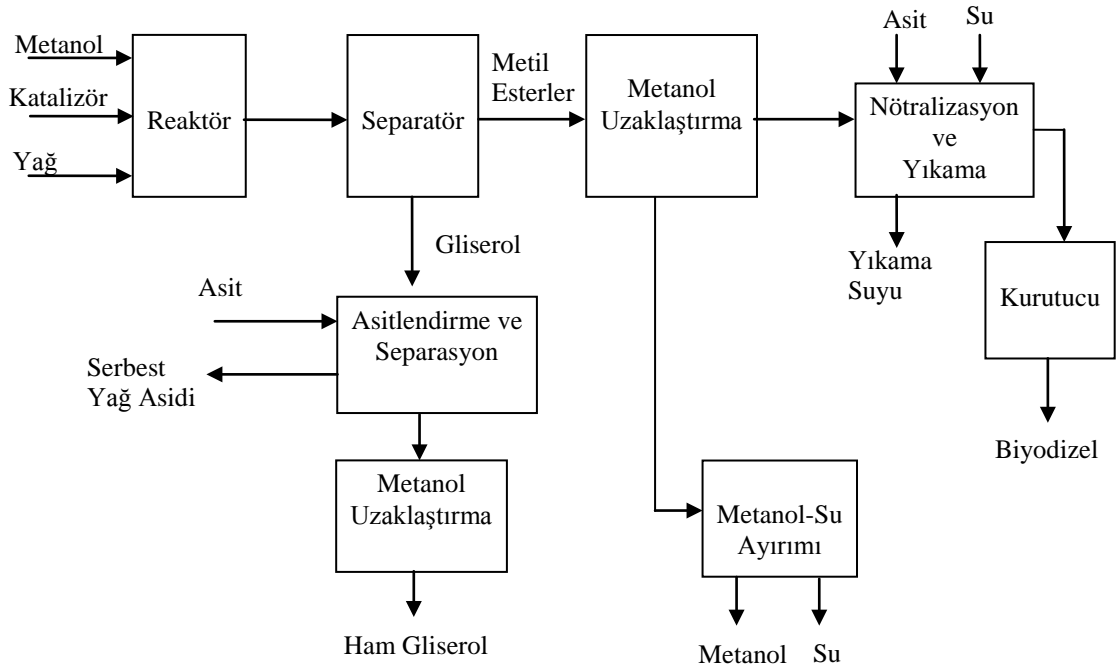 Metanol
Katalizör
Yağ
Reaktör
Separatör
Metil
Esterler
Metanol
Uzaklaştırma
Asit
Su
Nötralizasyon
ve
Yıkama
Yıkama
Suyu
Kurutucu
Biyodizel
Gliserol
Asit
Asitlendirme ve
Separasyon
Serbest
Yağ Asidi
Metanol
Uzaklaştırma
Ham Gliserol
Metanol-Su
Ayırımı
Metanol
Su